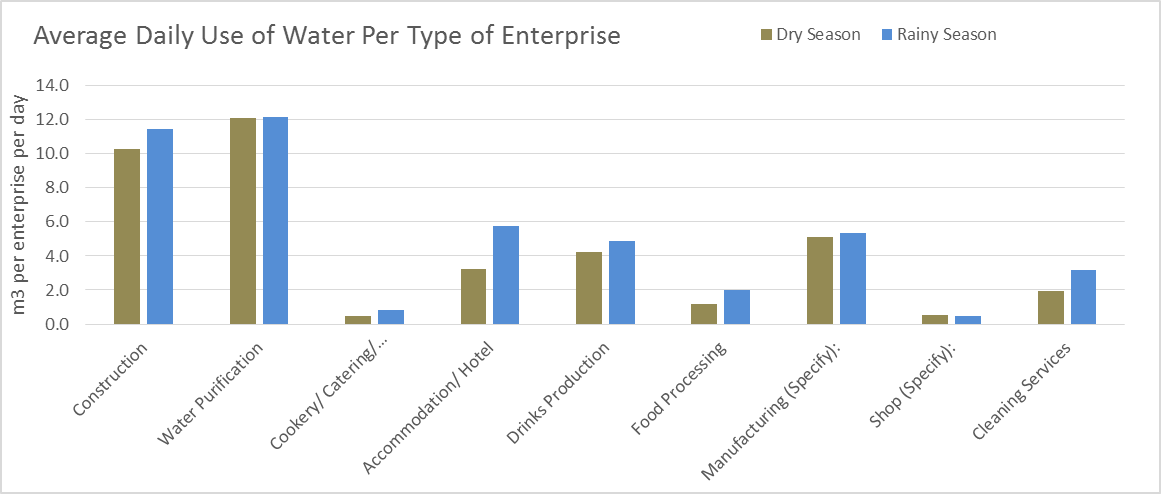 Average Daily Use of Water Per Type of Enterprise
Dry Season
Rainy Season
m3 per enterprise per day
14.0
12.0
10.0
8.0
6.0
4.0
2.0
0.0
Construction
Water Purification
Cookery/ Catering/…
Accommodation/ Hotel
Drinks Production
Food Processing
Manufacturing (Specify):
Shop (Specify):
Cleaning Services